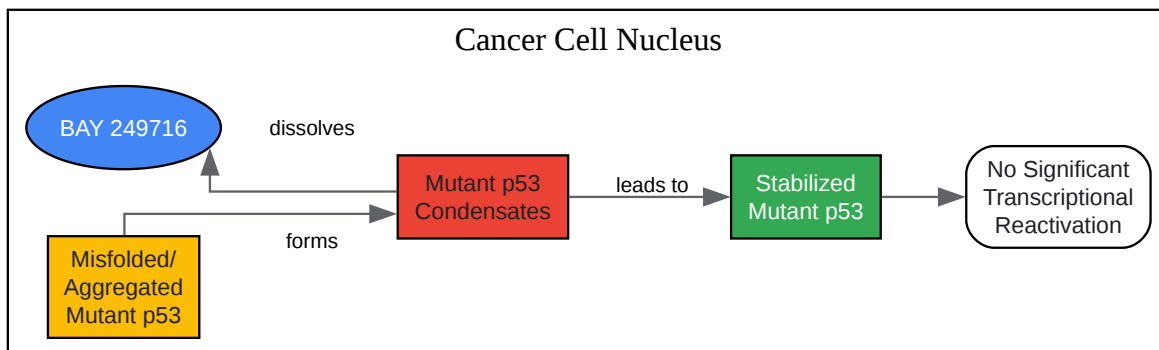 Cancer Cell Nucleus
BAY 249716
dissolves
Mutant p53
Condensates
leads to
Stabilized
Mutant p53
No Significant
Transcriptional
Reactivation
forms
Misfolded/
Aggregated
Mutant p53